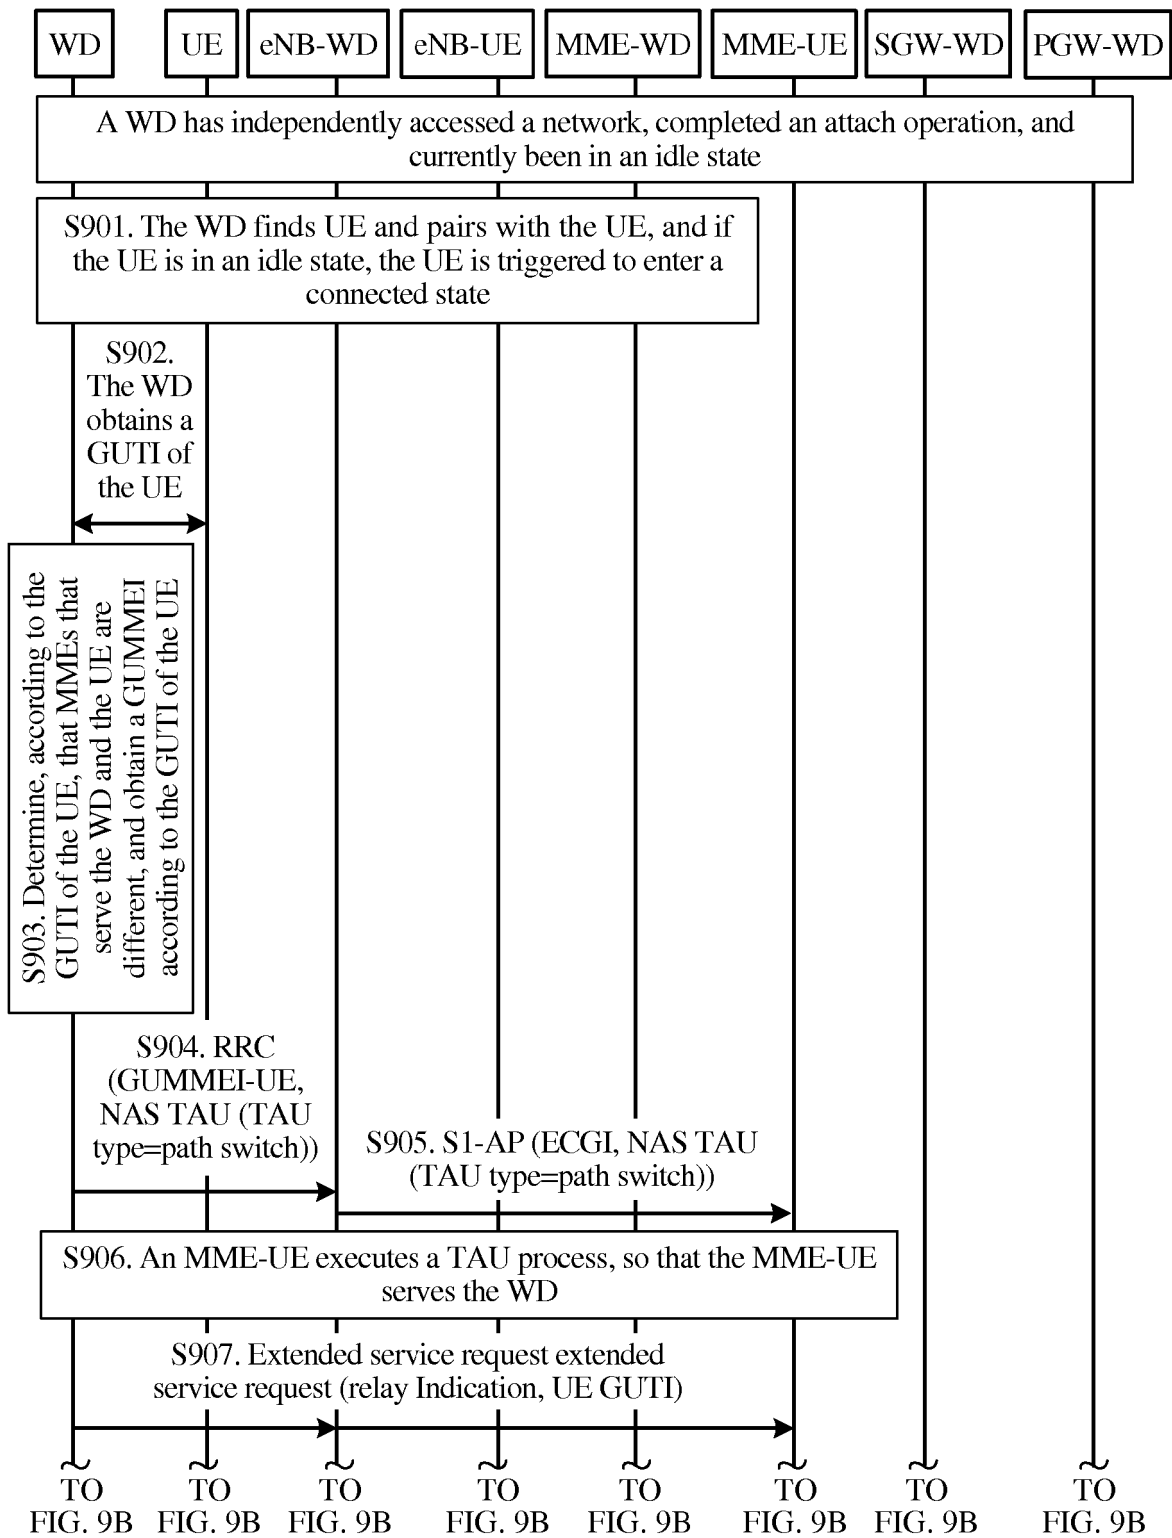 WD
UE
eNB-WD
eNB-UE
MME-WD
MME-UE
SGW-WD
PGW-WD
A WD has independently accessed a network, completed an attach operation, and
currently been in an idle state
S901. The WD finds UE and pairs with the UE, and if
the UE is in an idle state, the UE is triggered to enter a
connected state
S902.
The WD
obtains a
GUTI of
the UE
S903. Determine, according to the
GUTI of the UE, that MMEs that
serve the WD and the UE are
different, and obtain a GUMMEI
according to the GUTI of the UE
S904. RRC
(GUMMEI-UE,
NAS TAU (TAU
type=path switch))
S905. S1-AP (ECGI, NAS TAU
(TAU type=path switch))
S906. An MME-UE executes a TAU process, so that the MME-UE
serves the WD
S907. Extended service request extended
service request (relay Indication, UE GUTI)
TO
FIG. 9B
TO
FIG. 9B
TO
FIG. 9B
TO
FIG. 9B
TO
FIG. 9B
TO
FIG. 9B
TO
FIG. 9B
TO
FIG. 9B